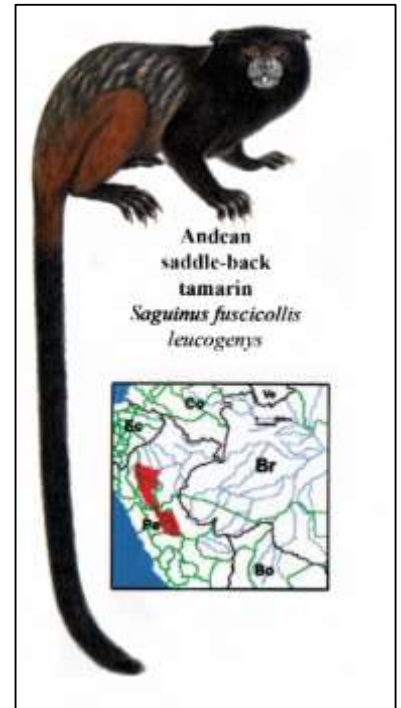 Andean
saddle-back
tamarin
Saguinus fuscicollis
leucogenys
Co
Ve
Ec
Br
Pe
Bo